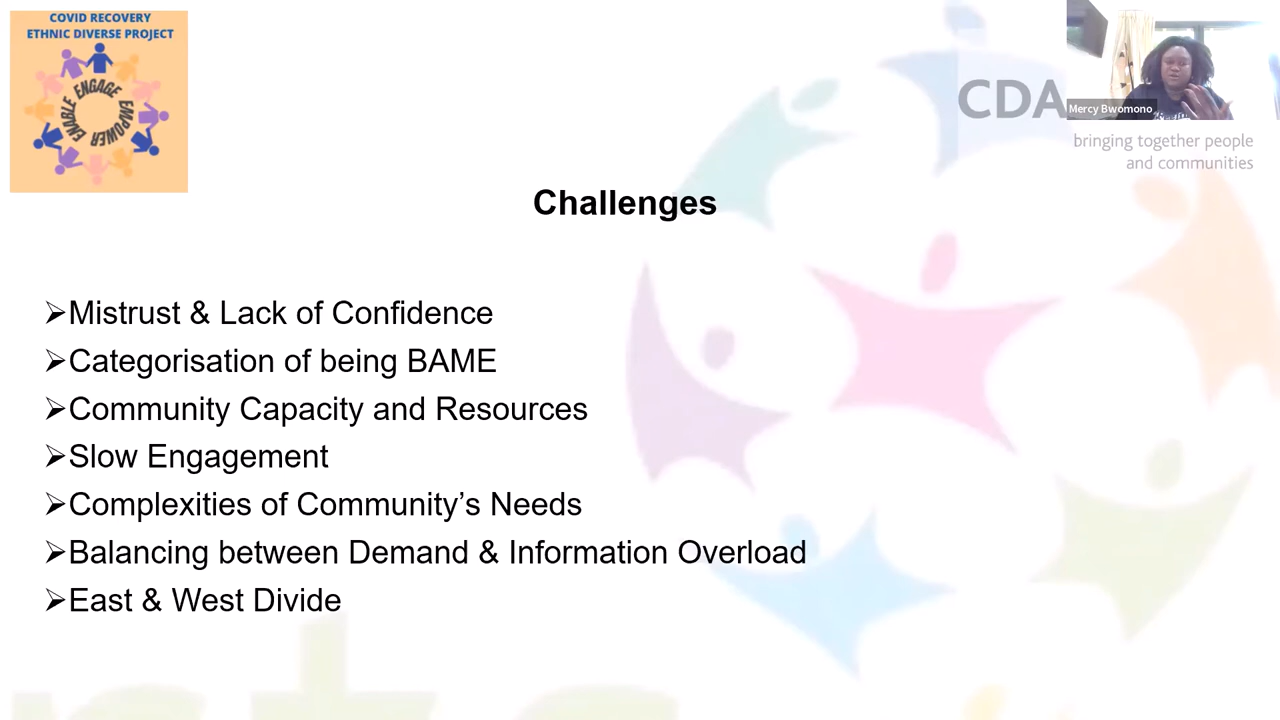 COVID RECOVERY
ETHNIC DIVERSE PROJECT
ENABLE ENGAGE EMPOWER
CDA
Mercy Bwomono
bringing together people
and communities
Challenges
➢Mistrust & Lack of Confidence
➢Categorisation of being BAME
➢Community Capacity and Resources
➢Slow Engagement
➢Complexities of Community’s Needs
➢Balancing between Demand & Information Overload
➢East & West Divide